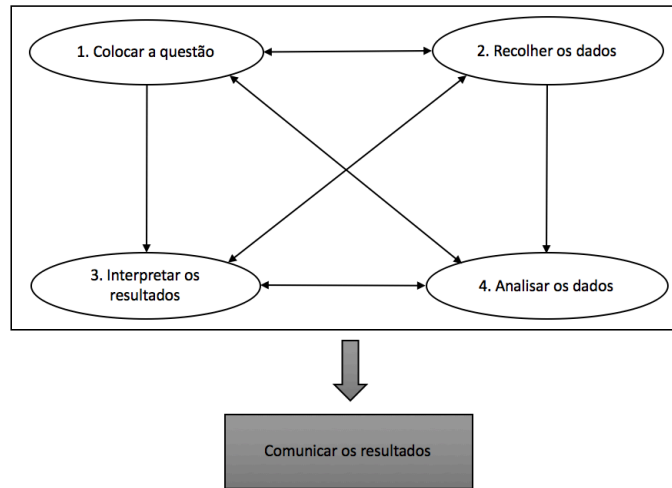 1. Colocar a questão
2. Recolher os dados
3. Interpretar os
resultados
4. Analisar os dados
Comunicar os resultados